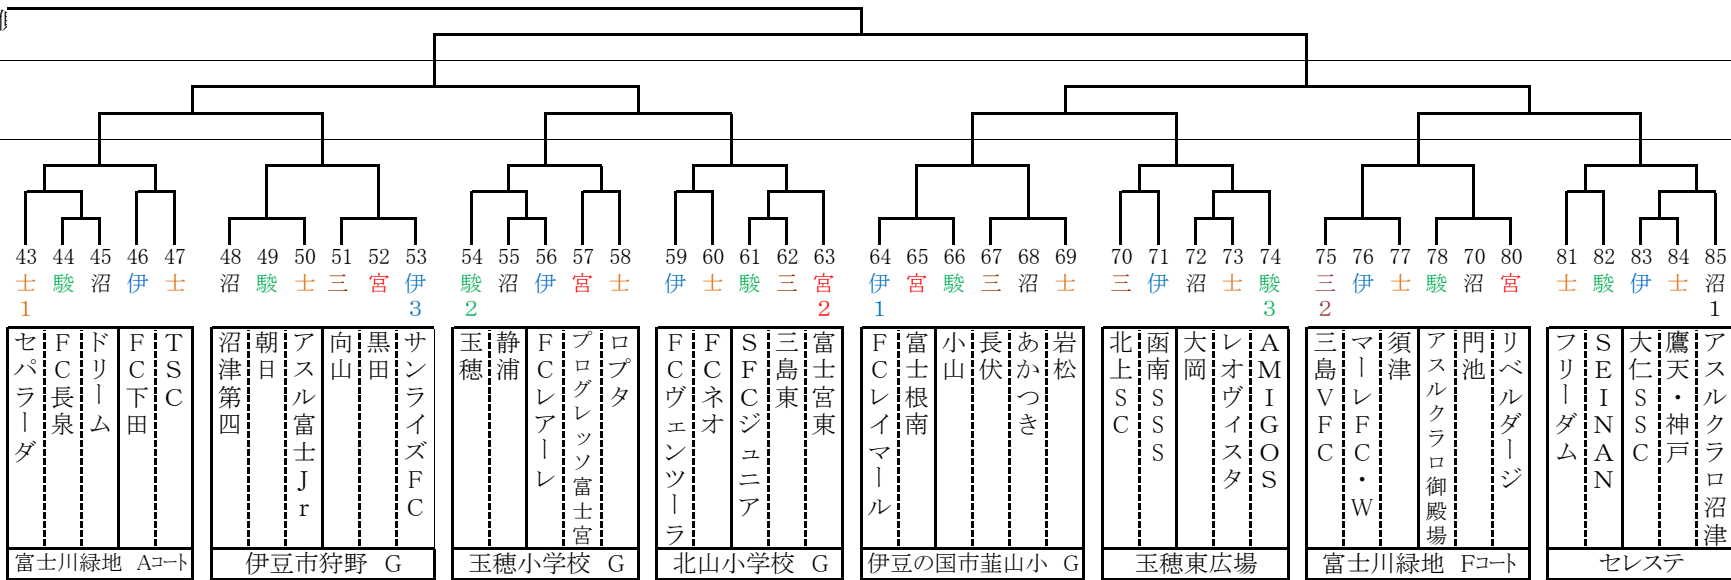 43 44 45 46 47 48 49 50 51 52 53 54 55 56 57 58 59 60 61 62 63 64 65 66 67 68 69 70 71 72 73 74 75 76 77 78 70 80 81 82 83 84 85
士 駿 沼 伊 士 沼 駿 士 三 宮 伊 駿 沼 伊 宮 士 伊 士 駿 三 宮 伊 宮 駿 三 沼 士 三 伊 沼 士 駿 三 伊 士 駿 沼 宮 士 駿 伊 士 沼
1 3 2 2 1 3 2 1
セパラーダ
FC長泉
ドリーム
FC下田
TSC
沼津第四
朝日
アスル富士Jr
向山
黒田
サンライズFC
玉穂
静浦
FCレアーレ
プログレッソ富士宮
ロプタ
FCヴェンツーラ
FCネオ
SFCジュニア
三島東
富士宮東
FCレイマール
富士根南
小山
長伏
あかつき
岩松
北上SC
函南SSS
大岡
レオヴィスタ
AMIGOS
三島VFC
マーレFC・W
須津
アスルクラロ御殿場
門池
リベルダージ
フリーダム
SEINAN
大仁SSC
鷹天・神戸
アスルクラロ沼津
富士川緑地 Aコート
伊豆市狩野 G
玉穂小学校 G
北山小学校 G
伊豆の国市韮山小 G
玉穂東広場
富士川緑地 Fコート
セレステ